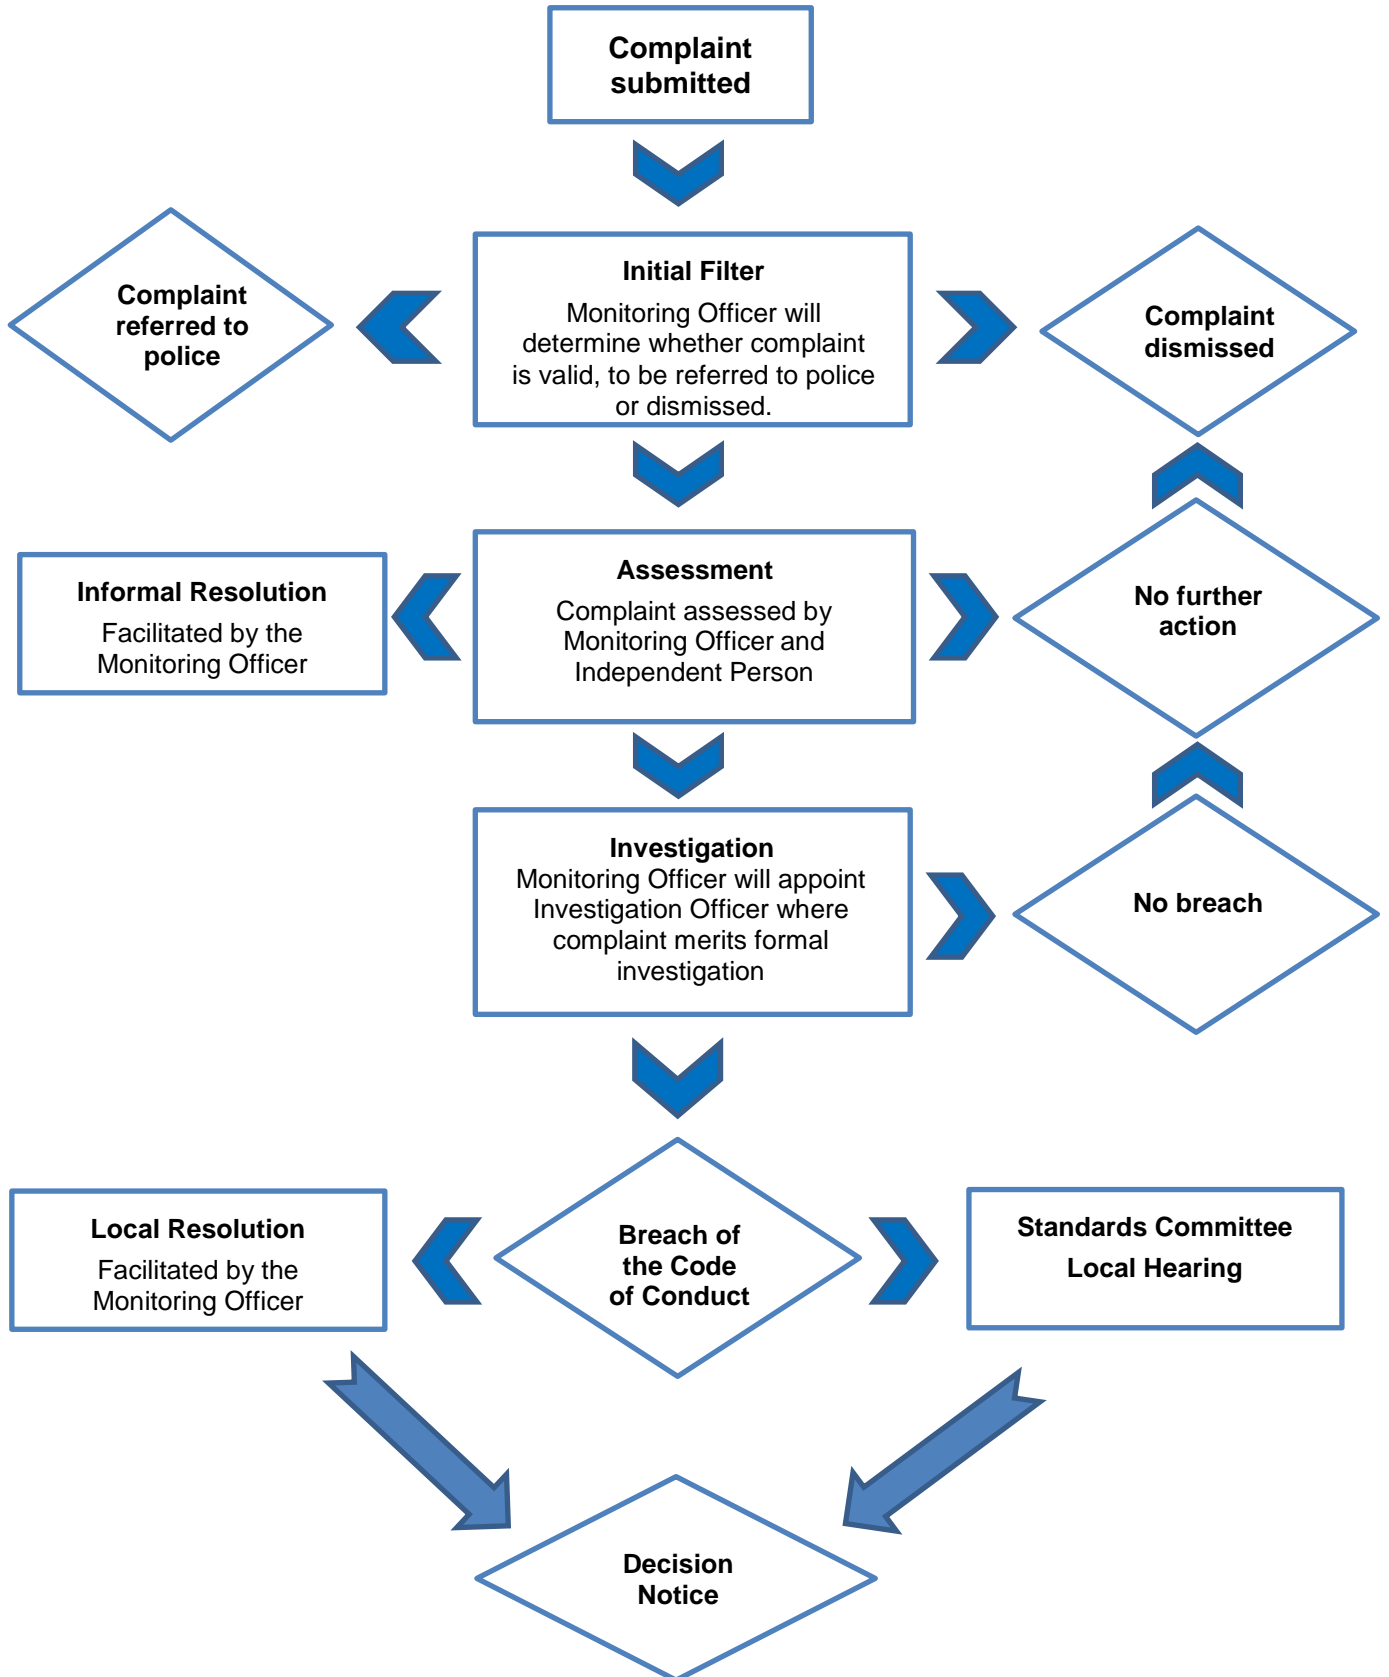 Complaint
submitted
Complaint
referred to
police
Initial Filter
Monitoring Officer will
determine whether complaint
is valid, to be referred to police
or dismissed.
Complaint
dismissed
Informal Resolution
Facilitated by the
Monitoring Officer
Assessment
Complaint assessed by
Monitoring Officer and
Independent Person
No further
action
Investigation
Monitoring Officer will appoint
Investigation Officer where
complaint merits formal
investigation
No breach
Local Resolution
Facilitated by the
Monitoring Officer
Breach of
the Code
of Conduct
Standards Committee
Local Hearing
Decision
Notice